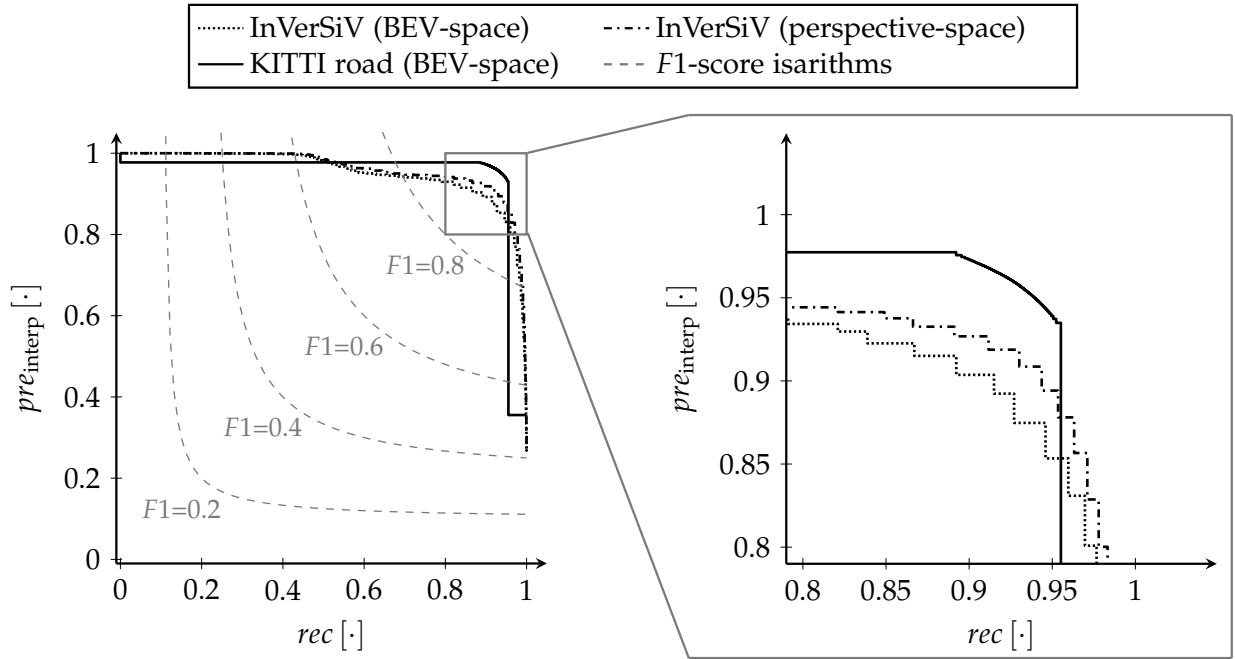 InVerSiV (BEV-space)
InVerSiV (perspective-space)
KITTI road (BEV-space)
F1-score isarithms
1
0.8
0.6
0.4
0.2
0
pre_interp [·]
F1=0.8
F1=0.6
F1=0.4
F1=0.2
0 0.2 0.4 0.6 0.8 1
rec [·]
1
0.95
0.9
0.85
0.8
pre_interp [·]
0.8 0.85 0.9 0.95 1
rec [·]